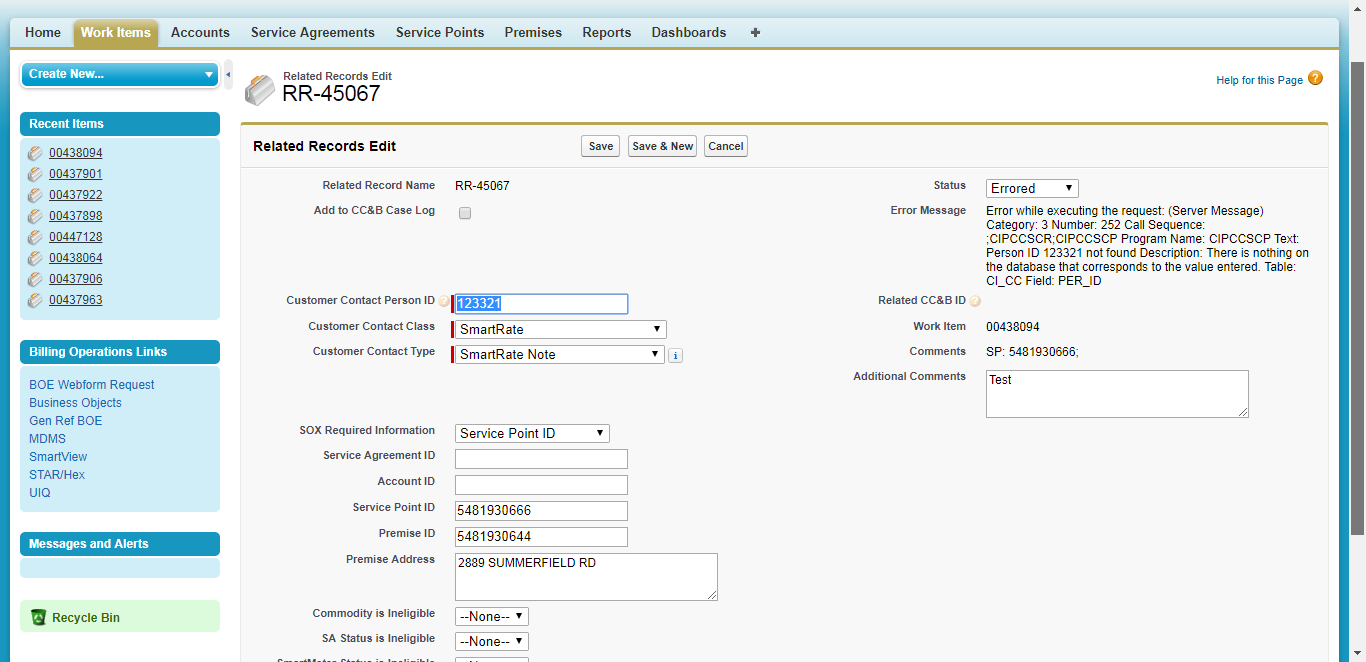 Home Work Items Accounts Service Agreements Service Points Premises Reports Dashboards +
Create New...
Related Records Edit
RR-45067
Help for this Page ?
Recent Items
00438094
00437901
00437922
00437898
00447128
00438064
00437906
00437963
Billing Operations Links
BOE Webform Request
Business Objects
Gen Ref BOE
MDMS
SmartView
STAR/Hex
UIQ
Messages and Alerts
Recycle Bin
Related Records Edit Save Save & New Cancel
Related Record Name RR-45067
Add to CC&B Case Log
Customer Contact Person ID ? 123321
Customer Contact Class SmartRate
Customer Contact Type SmartRate Note i
Status Errored
Error Message Error while executing the request: (Server Message)
Category: 3 Number: 252 Call Sequence:
;CIPCCSCR;CIPCCSCP Program Name: CIPCCSCP Text:
Person ID 123321 not found Description: There is nothing on
the database that corresponds to the value entered. Table:
CI_CC Field: PER_ID
Related CC&B ID ?
Work Item 00438094
Comments SP: 5481930666;
Additional Comments Test
SOX Required Information Service Point ID
Service Agreement ID
Account ID
Service Point ID 5481930666
Premise ID 5481930644
Premise Address 2889 SUMMERFIELD RD
Commodity is Ineligible --None--
SA Status is Ineligible --None--
SmartMeter Status is Ineligible